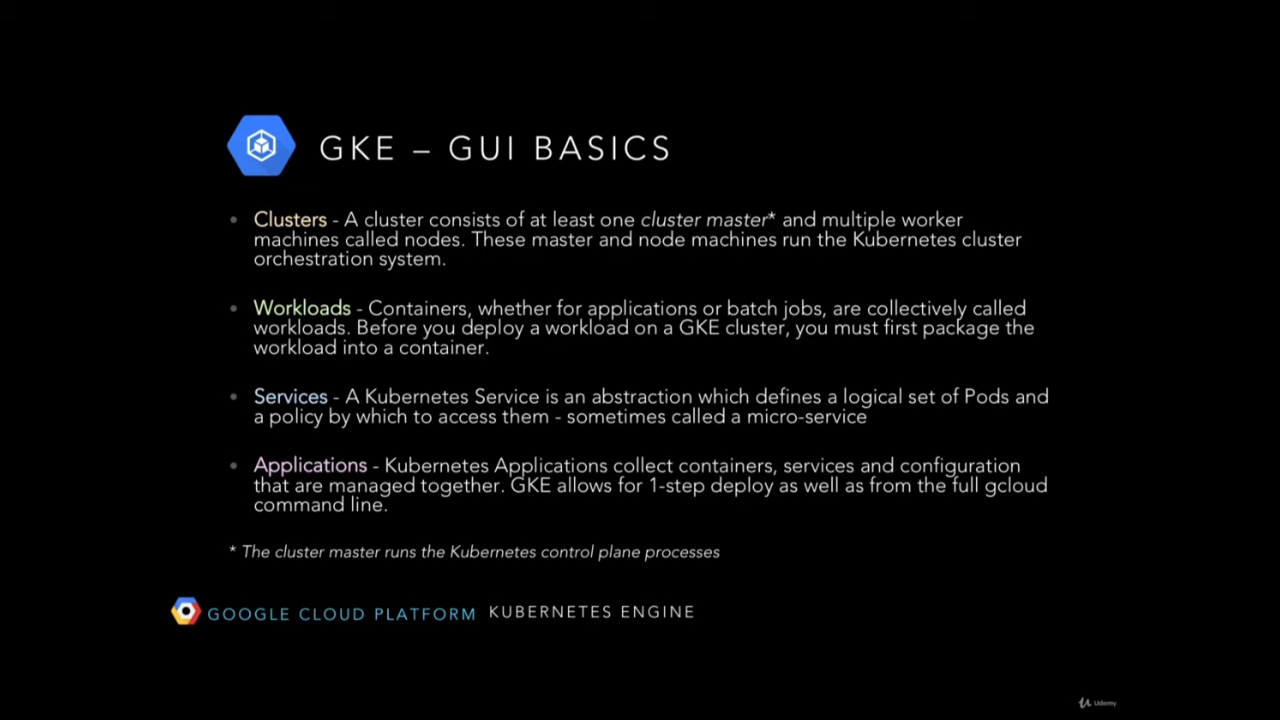 GKE – GUI BASICS
• Clusters - A cluster consists of at least one cluster master* and multiple worker
machines called nodes. These master and node machines run the Kubernetes cluster
orchestration system.
• Workloads - Containers, whether for applications or batch jobs, are collectively called
workloads. Before you deploy a workload on a GKE cluster, you must first package the
workload into a container.
• Services - A Kubernetes Service is an abstraction which defines a logical set of Pods and
a policy by which to access them - sometimes called a micro-service
• Applications - Kubernetes Applications collect containers, services and configuration
that are managed together. GKE allows for 1-step deploy as well as from the full gcloud
command line.
* The cluster master runs the Kubernetes control plane processes
GOOGLE CLOUD PLATFORM KUBERNETES ENGINE
Udemy